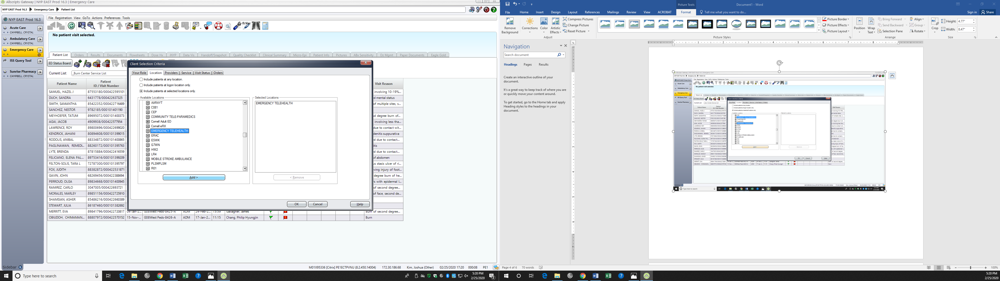 Allscripts Gateway | NYP EAST Prod 16.3 | Emergency Care
NYP EAST Prod 16.3 Emergency Care Patient List
NYP EAST Prod 16.3
Acute Care
CAMPBELL, CRYSTAL
Ambulatory Care
CAMPBELL, CRYSTAL
Emergency Care
ISS Query Tool
Sunrise Pharmacy
CAMPBELL, CRYSTAL
Sidebar
File Registration View GoTo Actions Preferences Tools
EzVac
No patient visit selected.
Patient List Orders Results Documents Flowsheets Dose Hx iNYP Data Vis Handoff/Snapshot Quality Checklist Clinical Summary Micro-Epi Patient Info Pictures ABx Sensitivity Dz Mgmt Paper Documents Eagle Gold
ED Status Board
Current List: _Burn Center Service List
Patient Name Patient ID / Visit Number Visit Reason
SAMUEL, HAZEL J 87553180/000422595101 involving 10-19%...
DUCH, SANDRA 6431778/000422637325 ed mental status
SMITH, SAMANTHA 85422352/000422716489 of multiple sites, s...
SANCHEZ, NESTOR 9782185/000101401190
MEYHOEFER, TATUM 89695072/000101400373 nd degree burn of...
AGAI, JACOB 4909938/000422577954 involving less tha...
LAWRENCE, ROY 89800696/000422699020 due to contact wit...
KENDRICK, JAHANI 80894608/000101399015 denitis suppurativa
RODOLIS, ANIBAL 88334872/000101400865 ed due to contact...
PAGLINAWAN, REMEDI... 88260172/000101395763 itis
LYTE, BRENDA 87815884/000422416559 ed due to contact...
FELICIANO, ELENA PAL... 89753416/000101399209 of abdomen
FELTON-SOLIS, TARA L 72787300/000101395797 us stasis ulcer of ri...
FOX, JUDITH 88382872/000422531871 oving injury of foot...
GAVIN, JOHN 68269456/000422388694 degree burn of he...
PERROUD, OLGA 89834668/000101400945 rs with epidermal l...
RAMIREZ, CARLO 3047005/000422693721 of second degree...
MORALES, MARLEY 89851156/000422725910 of face, second de...
SHAMSIAN, ASHER 85486216/000422660389
STEWART, JULIA 86187460/000101382692
MERRITT, EVA 89841796/000422720817 04-Jan-2... G08West Peds-8425-A ADM 24-Feb-2... 15:59 Gallagher, James Burn of second degree...
OBIUDOH, CHIMAMAN... 88807972/000422570152 15-Nov-... G08West Peds-8426-A ADM 17-Jan-2... 11:15 Chang, Philip Hyungjin Burn
Client Selection Criteria
Your Role Location Providers Service Visit Status Orders
Include patients at any location.
Include patients at logon location only.
Include patients at selected locations only.
Available Locations
AXRAYT
C081
CEP
COMMUNITY TELE-PARAMEDICS
Cornell Adult ED
Cornell eRX
EMERGENCY TELEHEALTH
ERAC
ESWK
G7WN
HW2
LR4
MOBILE STROKE AMBULANCE
PLSMPLSM
R01
Add >
Selected Locations
EMERGENCY TELEHEALTH
< Remove
OK Cancel Help
M01X95336 [Citrix] PE1ECTPVNU (8.2.450.14004) 172.30.186.68 Kim, Joshua (Other) 02/25/2020 17:20 000:08 PE1
Type here to search
5:20 PM
2/25/2020
Picture Tools
Document1 - Word
File Home Insert Design Layout References Mailings Review View ACROBAT Format Tell me what you want to do...
Sign in Share
Remove Background
Corrections
Color
Artistic Effects
Compress Pictures
Change Picture
Reset Picture
Adjust
Picture Styles
Picture Border
Picture Effects
Picture Layout
Position
Wrap Text
Bring Forward
Send Backward
Selection Pane
Align
Group
Rotate
Arrange
Crop
Height: 4.77"
Width: 8.47"
Size
Navigation
Search document
Headings Pages Results
Create an interactive outline of your
document.
It's a great way to keep track of where you are
or quickly move your content around.
To get started, go to the Home tab and apply
Heading styles to the headings in your
document.
Page 4 of 6 70 words
100%
5:20 PM
2/25/2020